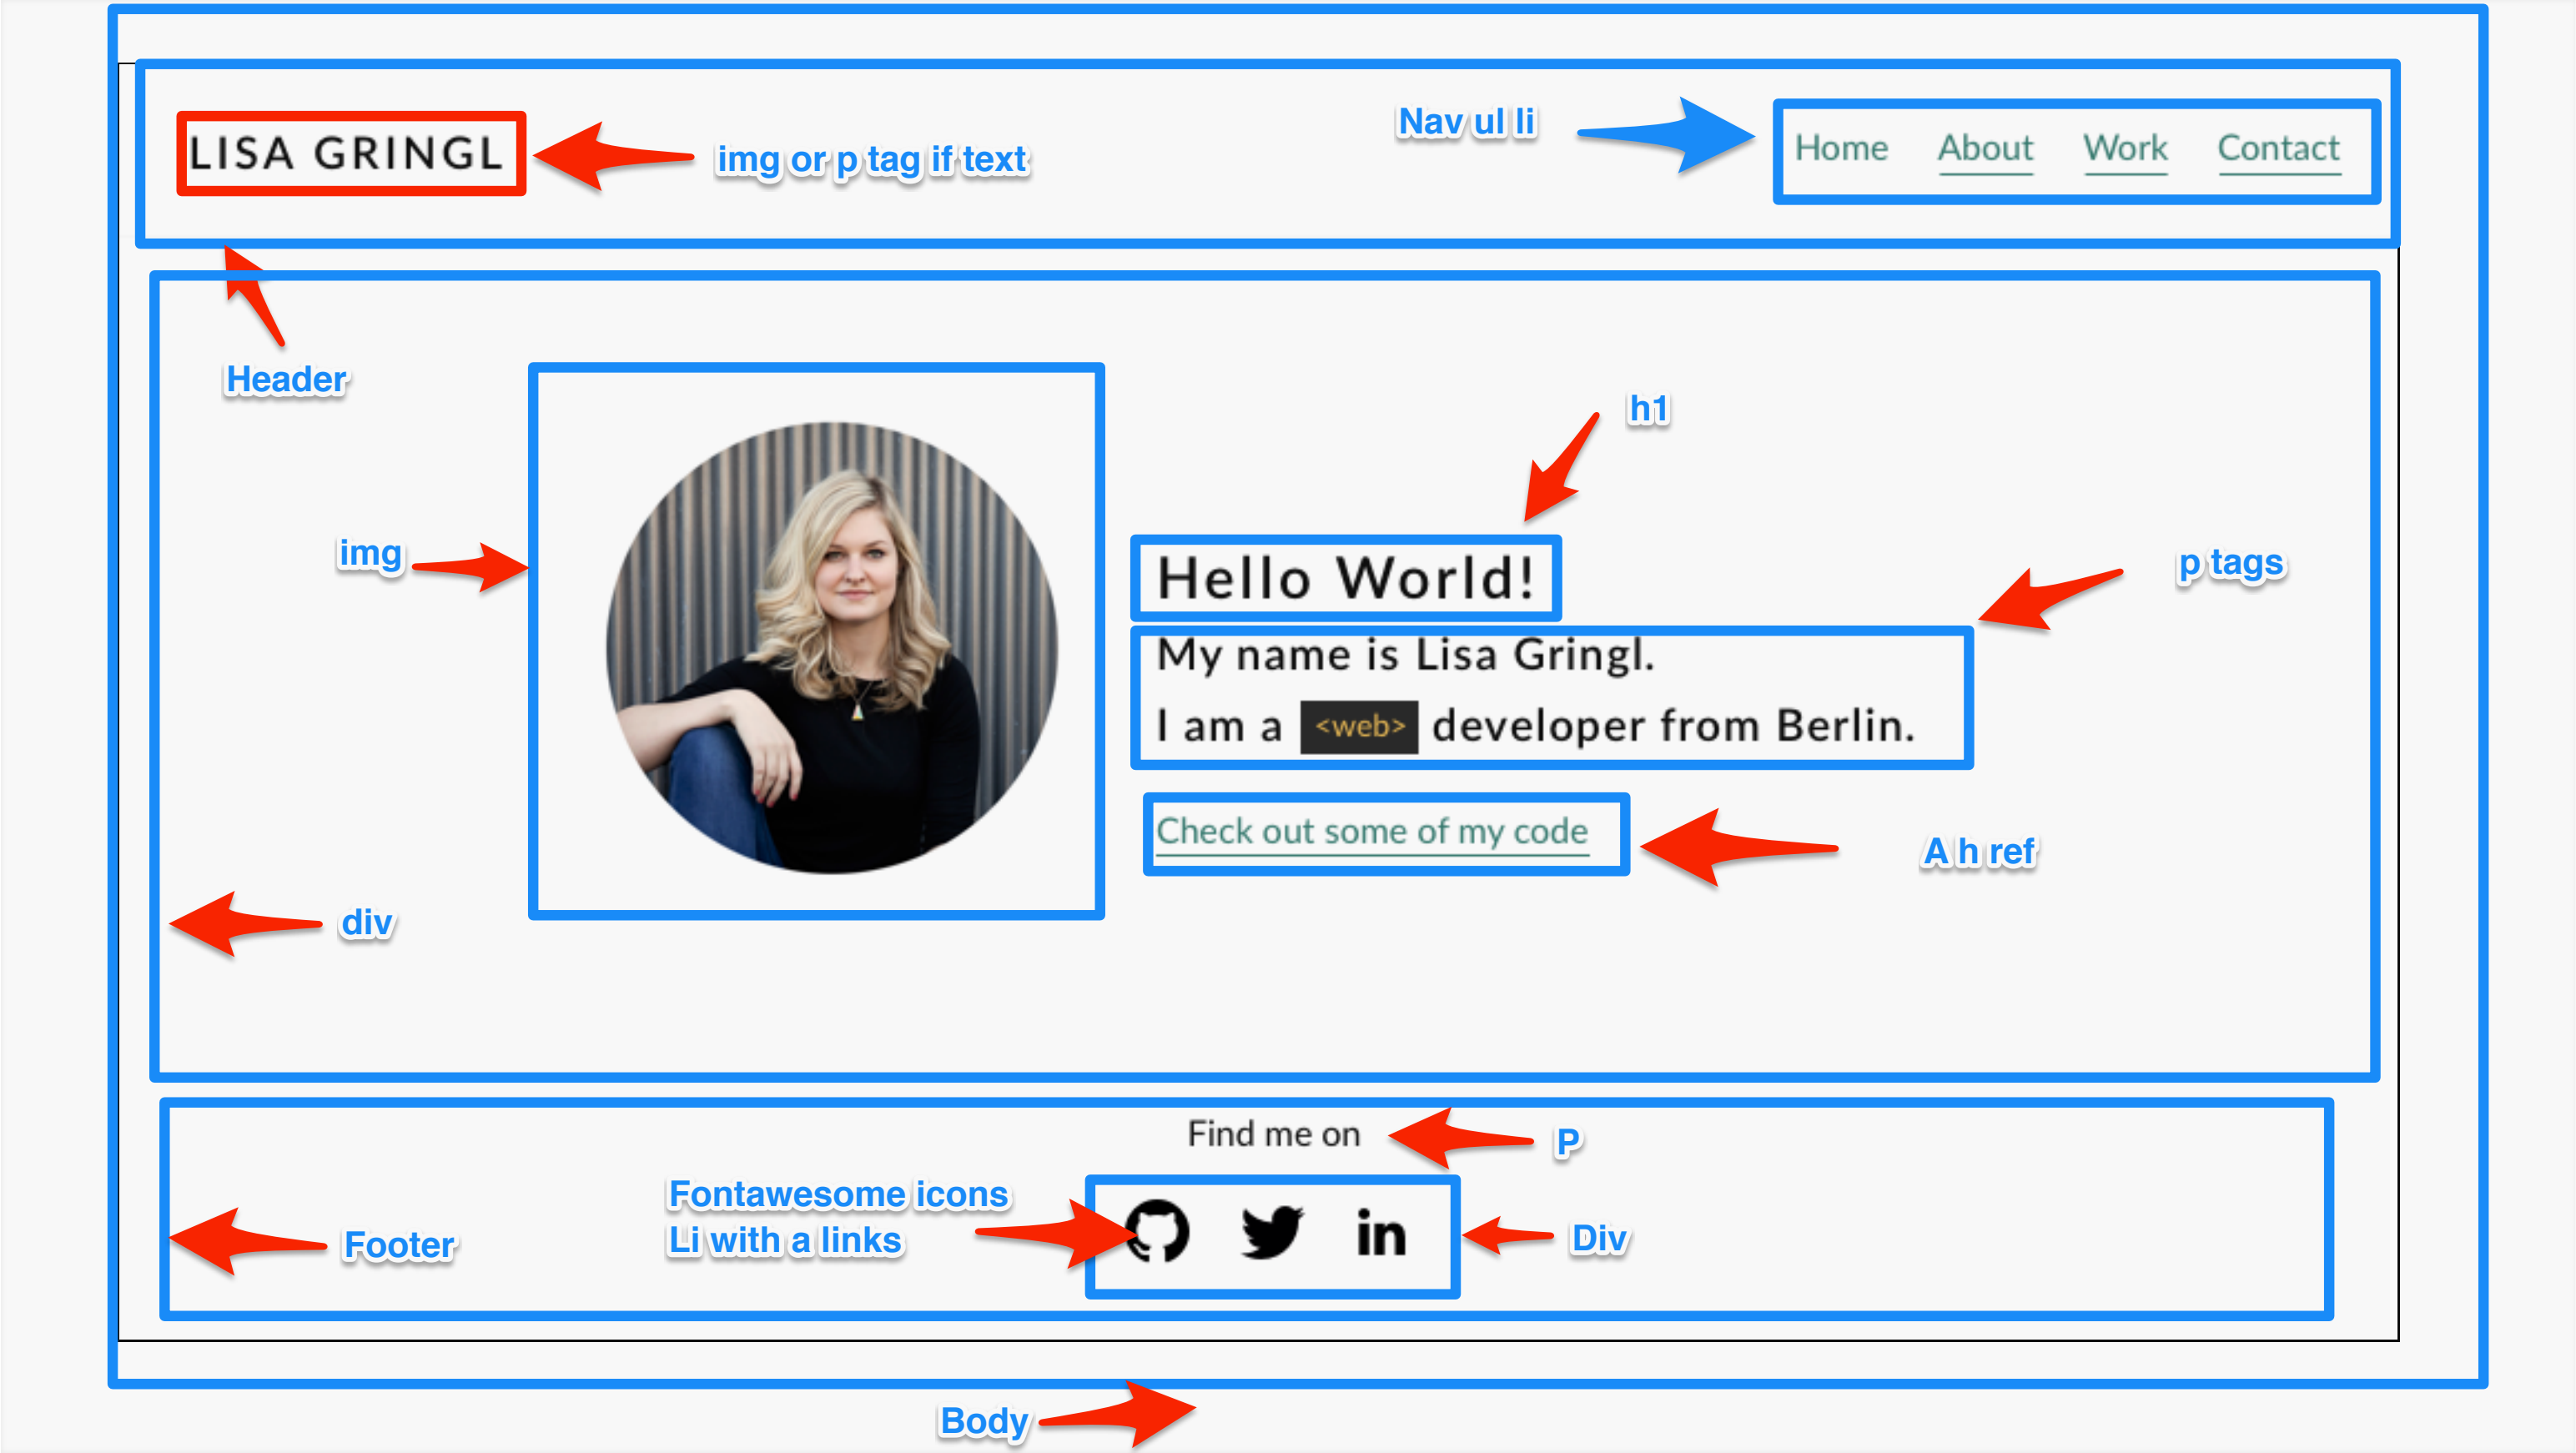 LISA GRINGL
img or p tag if text
Nav ul li
Home About Work Contact
Header
h1
img
Hello World!
p tags
My name is Lisa Gringl.
I am a <web> developer from Berlin.
Check out some of my code
A h ref
div
Find me on
P
Fontawesome icons
Li with a links
in
Div
Footer
Body